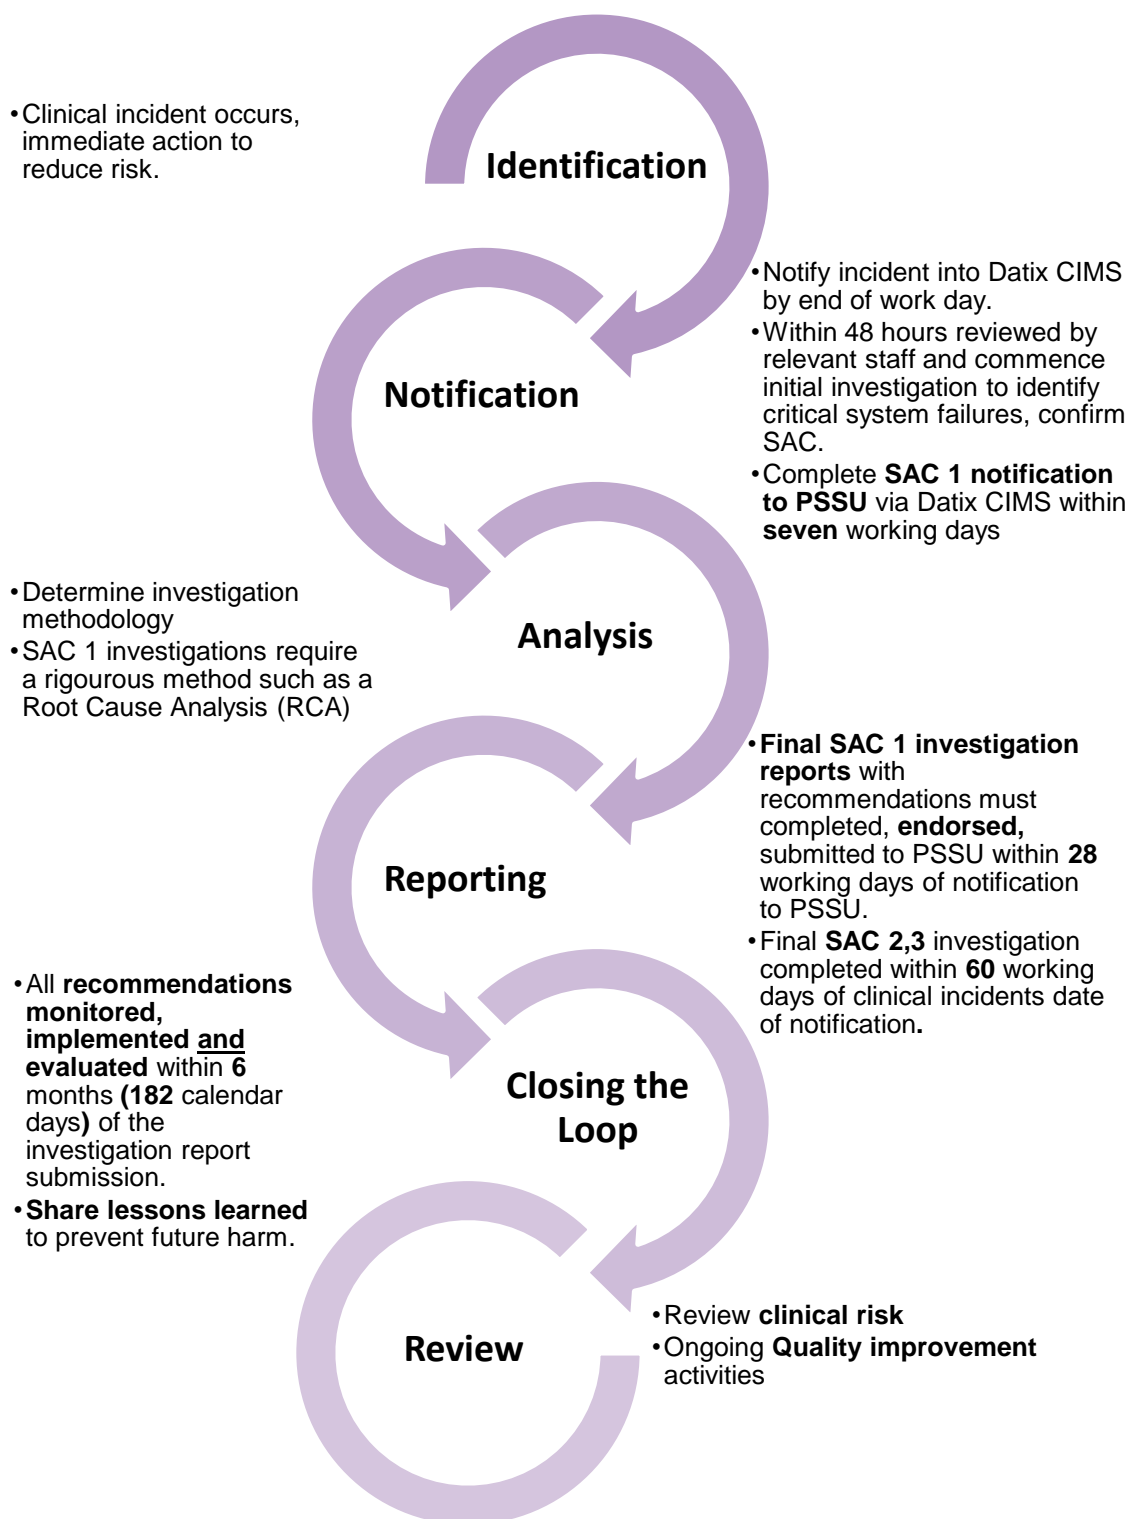 •Clinical incident occurs,
immediate action to
reduce risk.
Identification
•Notify incident into Datix CIMS
by end of work day.
•Within 48 hours reviewed by
relevant staff and commence
initial investigation to identify
critical system failures, confirm
SAC.
•Complete SAC 1 notification
to PSSU via Datix CIMS within
seven working days
Notification
•Determine investigation
methodology
•SAC 1 investigations require
a rigourous method such as a
Root Cause Analysis (RCA)
Analysis
•Final SAC 1 investigation
reports with
recommendations must
completed, endorsed,
submitted to PSSU within 28
working days of notification
to PSSU.
•Final SAC 2,3 investigation
completed within 60 working
days of clinical incidents date
of notification.
Reporting
•All recommendations
monitored,
implemented and
evaluated within 6
months (182 calendar
days) of the
investigation report
submission.
•Share lessons learned
to prevent future harm.
Closing the
Loop
•Review clinical risk
•Ongoing Quality improvement
activities
Review